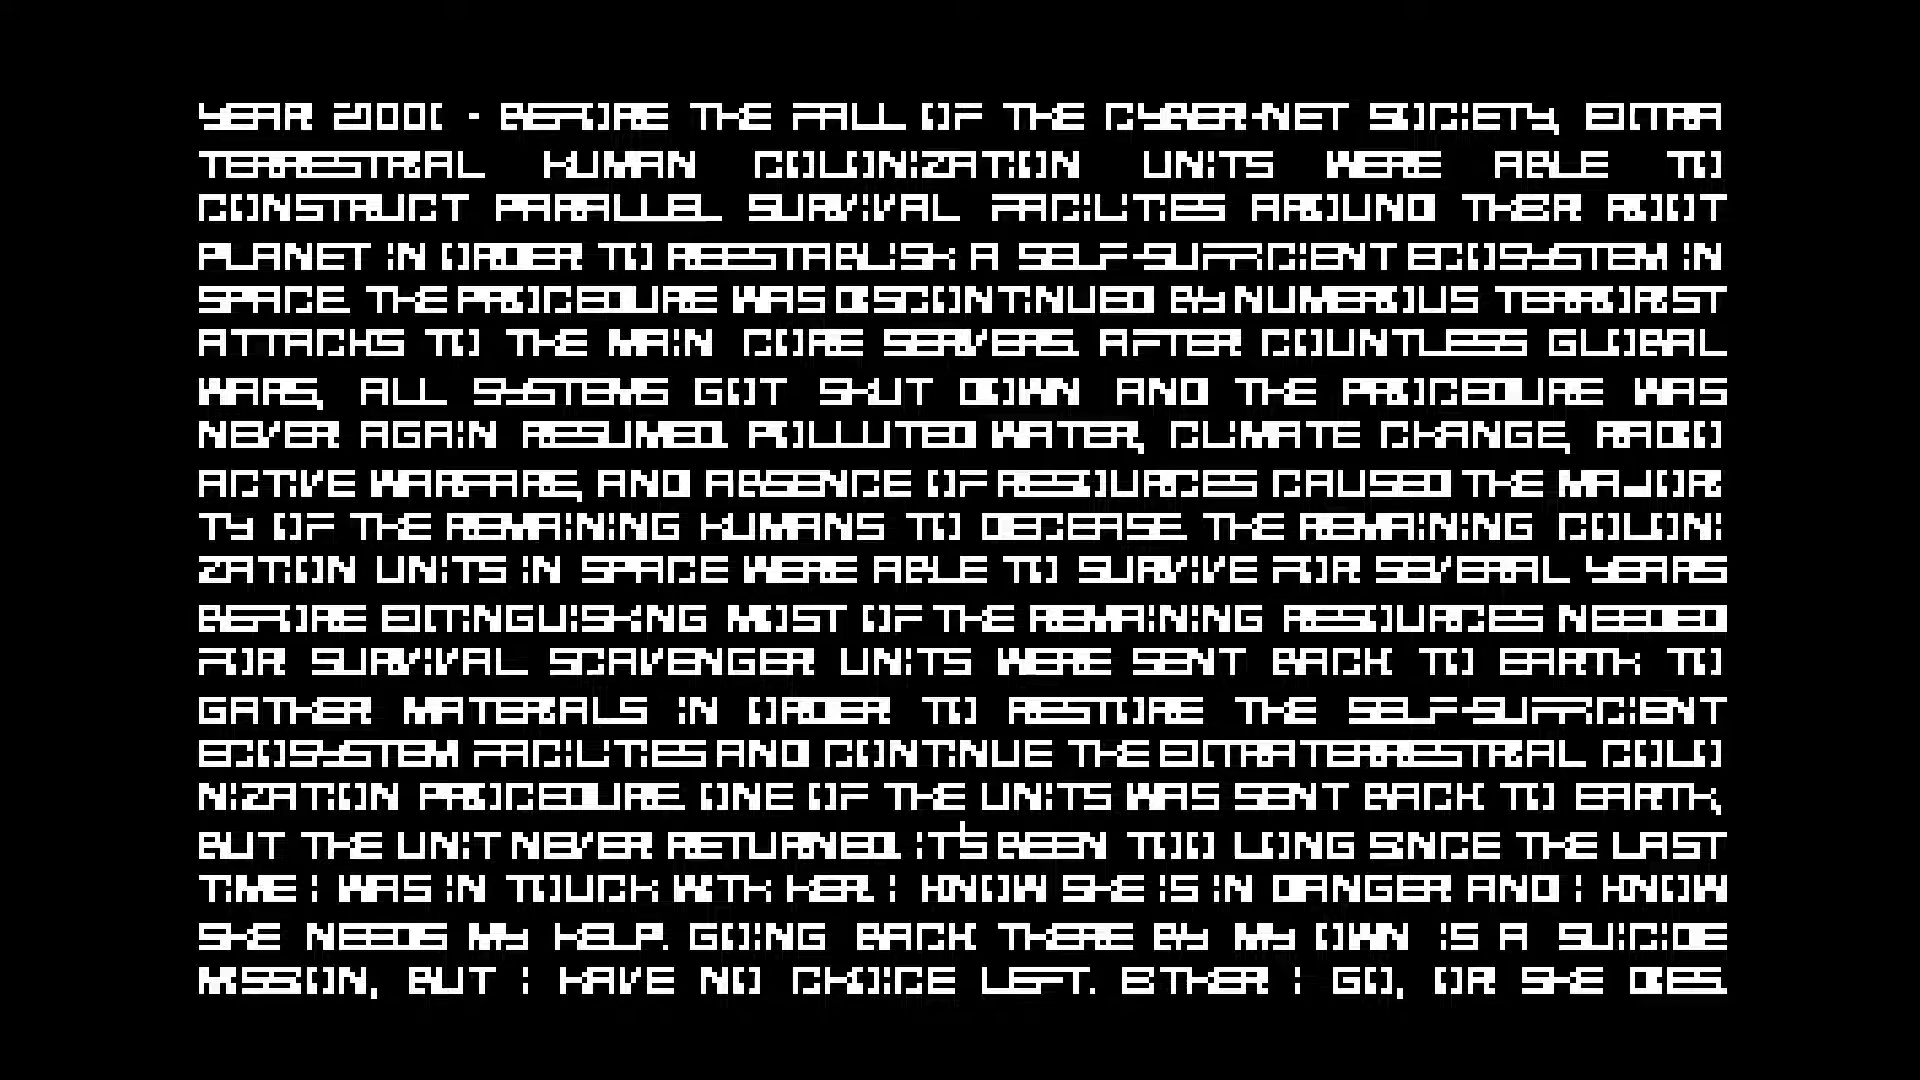 YEAR 2000 - BEFORE THE FALL OF THE CYBER-NET SOCIETY, EXTRA
TERRESTRIAL HUMAN COLONIZATION UNITS WERE ABLE TO
CONSTRUCT PARALLEL SURVIVAL FACILITIES AROUND THEIR ROOT
PLANET IN ORDER TO REESTABLISH A SELF-SUFFICIENT ECOSYSTEM IN
SPACE. THE PROCEDURE WAS DISCONTINUED BY NUMEROUS TERRORIST
ATTACKS TO THE MAIN CORE SERVERS. AFTER COUNTLESS GLOBAL
WARS, ALL SYSTEMS GOT SHUT DOWN AND THE PROCEDURE WAS
NEVER AGAIN RESUMED. POLLUTED WATER, CLIMATE CHANGE, RADIO
ACTIVE WARFARE, AND ABSENCE OF RESOURCES CAUSED THE MAJORI
TY OF THE REMAINING HUMANS TO DECEASE. THE REMAINING COLONI
ZATION UNITS IN SPACE WERE ABLE TO SURVIVE FOR SEVERAL YEARS
BEFORE EXTINGUISHING MOST OF THE REMAINING RESOURCES NEEDED
FOR SURVIVAL. SCAVENGER UNITS WERE SENT BACK TO EARTH TO
GATHER MATERIALS IN ORDER TO RESTORE THE SELF-SUFFICIENT
ECOSYSTEM FACILITIES AND CONTINUE THE EXTRATERRESTRIAL COLO
NIZATION PROCEDURE. ONE OF THE UNITS WAS SENT BACK TO EARTH,
BUT THE UNIT NEVER RETURNED. IT'S BEEN TOO LONG SINCE THE LAST
TIME I WAS IN TOUCH WITH HER. I KNOW SHE IS IN DANGER AND I KNOW
SHE NEEDS MY HELP. GOING BACK THERE BY MY OWN IS A SUICIDE
MISSION, BUT I HAVE NO CHOICE LEFT. EITHER I GO, OR SHE DIES.